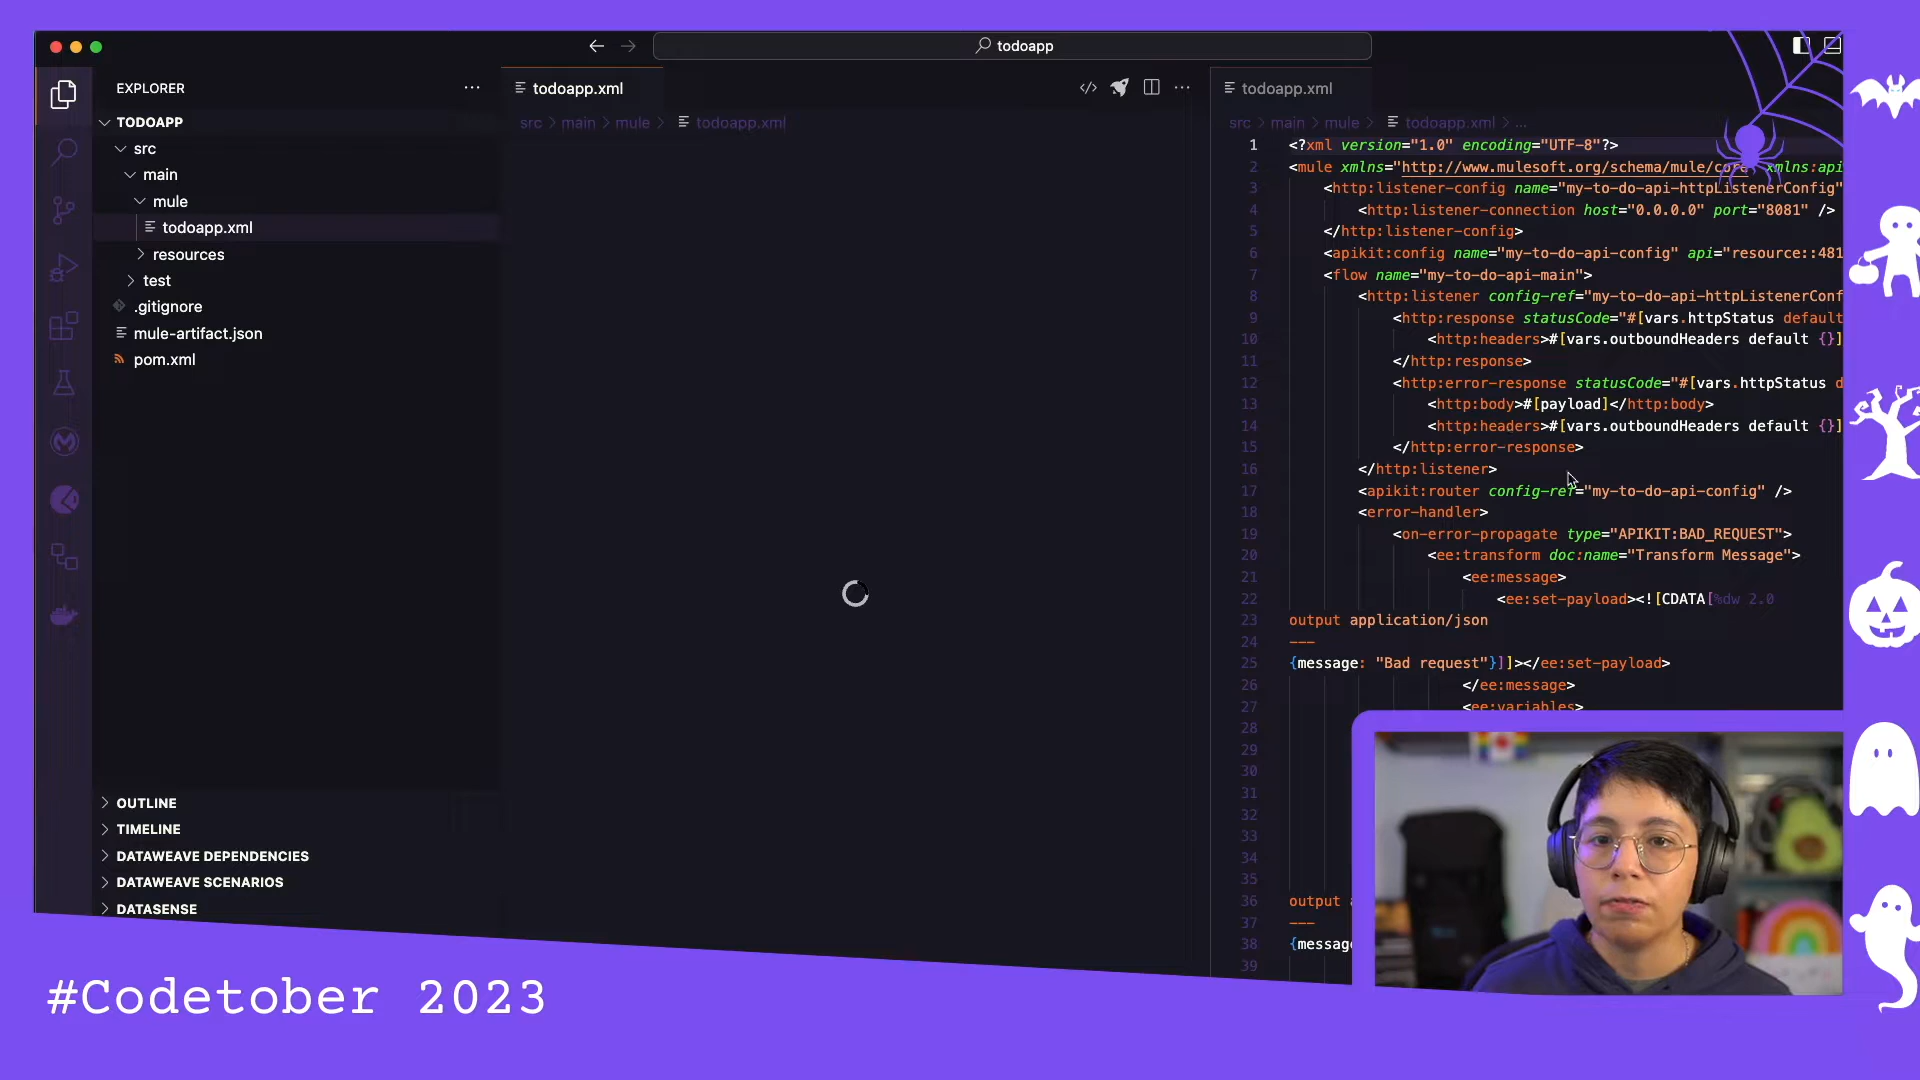 todoapp
EXPLORER
TODOAPP
src
main
mule
todoapp.xml
resources
test
.gitignore
mule-artifact.json
pom.xml
OUTLINE
TIMELINE
DATAWEAVE DEPENDENCIES
DATAWEAVE SCENARIOS
DATASENSE
todoapp.xml
src > main > mule > todoapp.xml
todoapp.xml
src > main > mule > todoapp.xml > ...
1 <?xml version="1.0" encoding="UTF-8"?>
2 <mule xmlns="http://www.mulesoft.org/schema/mule/core xmlns:api
3 <http:listener-config name="my-to-do-api-httpListenerConfig"
4 <http:listener-connection host="0.0.0.0" port="8081" />
5 </http:listener-config>
6 <apikit:config name="my-to-do-api-config" api="resource::481
7 <flow name="my-to-do-api-main">
8 <http:listener config-ref="my-to-do-api-httpListenerConf
9 <http:response statusCode="#[vars.httpStatus default
10 <http:headers>#[vars.outboundHeaders default {}]
11 </http:response>
12 <http:error-response statusCode="#[vars.httpStatus d
13 <http:body>#[payload]</http:body>
14 <http:headers>#[vars.outboundHeaders default {}]
15 </http:error-response>
16 </http:listener>
17 <apikit:router config-ref="my-to-do-api-config" />
18 <error-handler>
19 <on-error-propagate type="APIKIT:BAD_REQUEST">
20 <ee:transform doc:name="Transform Message">
21 <ee:message>
22 <ee:set-payload><![CDATA[%dw 2.0
23 output application/json
24 ---
25 {message: "Bad request"}]]></ee:set-payload>
26 </ee:message>
27 <ee:variables>
28
29
30
31
32
33
34
35
36 output
37 ---
38 {messag
39
#Codetober 2023